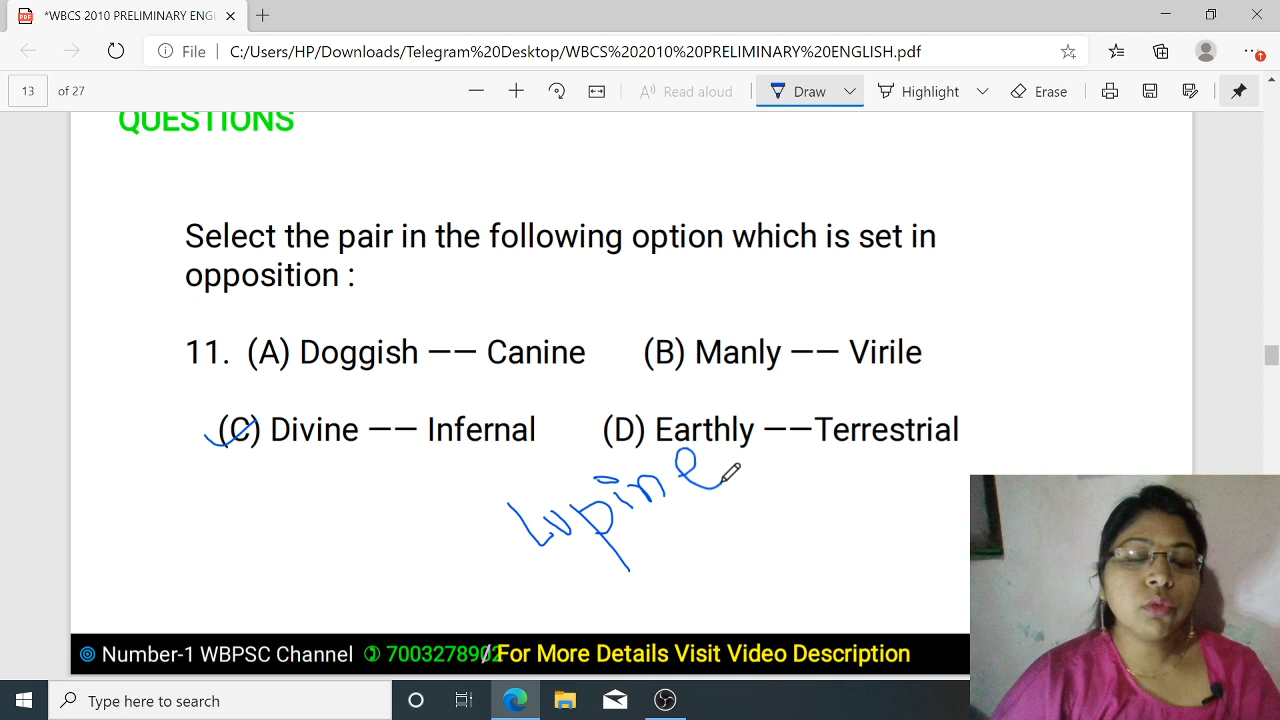 *WBCS 2010 PRELIMINARY ENGL
File C:/Users/HP/Downloads/Telegram%20Desktop/WBCS%202010%20PRELIMINARY%20ENGLISH.pdf
13 of 27 Read aloud Draw Highlight Erase
QUESTIONS
Select the pair in the following option which is set in
opposition :
11. (A) Doggish —— Canine (B) Manly —— Virile
(C) Divine —— Infernal (D) Earthly ——Terrestrial
Lupine
Number-1 WBPSC Channel 7003278902 / For More Details Visit Video Description
Type here to search